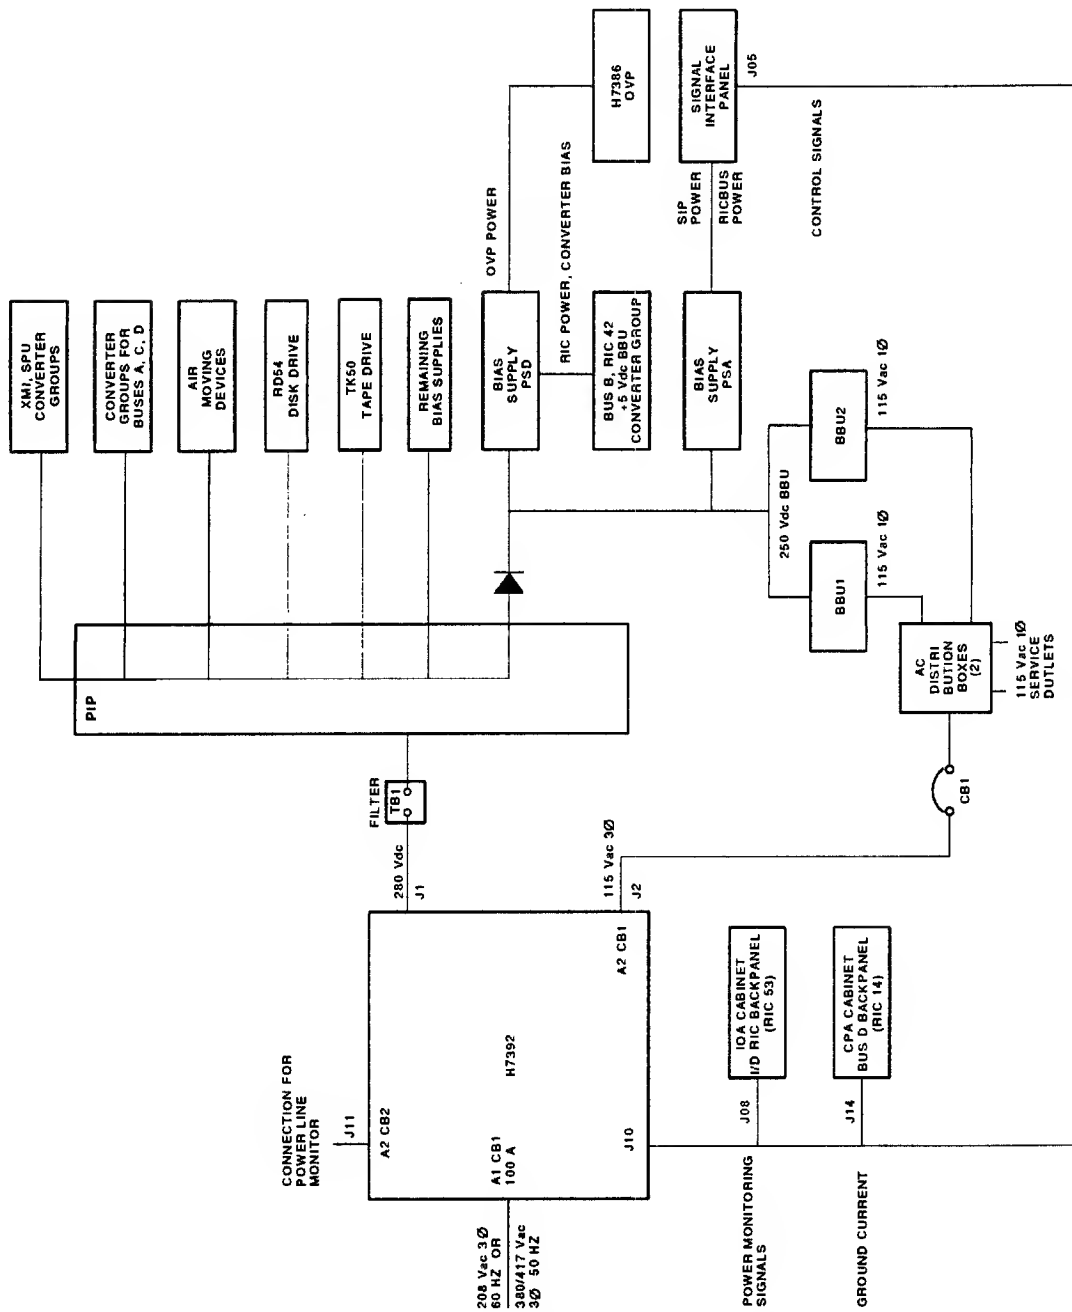 XMI, SPU
CONVERTER
GROUPS
CONVERTER
GROUPS FOR
BUSES A, C, D
AIR
MOVING
DEVICES
RD54
DISK DRIVE
TK50
TAPE DRIVE
REMAINING
BIAS SUPPLIES
BIAS
SUPPLY
PSD
OVP POWER
H7386
OVP
RIC POWER, CONVERTER BIAS
BUS B, RIC 42
+5 Vdc BBU
CONVERTER GROUP
BIAS
SUPPLY
PSA
SIP
POWER
RICBUS
POWER
SIGNAL
INTERFACE
PANEL
J05
CONTROL SIGNALS
250 Vdc BBU
BBU1
BBU2
115 Vac 1Ø
115 Vac 1Ø
AC
DISTRI
BUTION
BOXES
(2)
115 Vac 1Ø
SERVICE
DUTLETS
CB1
PIP
FILTER
TB1
280 Vdc
J1
115 Vac 3Ø
J2
CONNECTION FOR
POWER LINE
MONITOR
J11
A2 CB2
A1 CB1
100 A
H7392
A2 CB1
J10
208 Vac 3Ø
60 HZ OR
380/417 Vac
3Ø 50 HZ
IOA CABINET
I/D RIC BACKPANEL
(RIC 53)
J08
POWER MONITORING
SIGNALS
CPA CABINET
BUS D BACKPANEL
(RIC 14)
J14
GROUND CURRENT